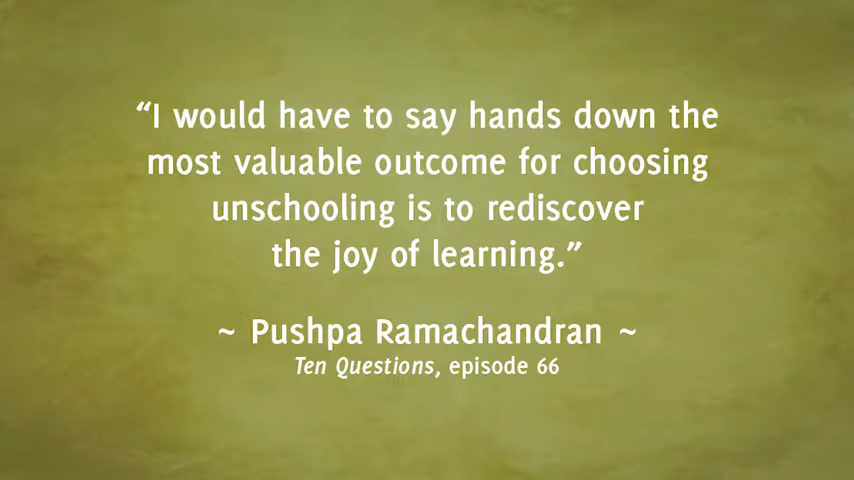 “I would have to say hands down the
most valuable outcome for choosing
unschooling is to rediscover
the joy of learning.”
~ Pushpa Ramachandran ~
Ten Questions, episode 66